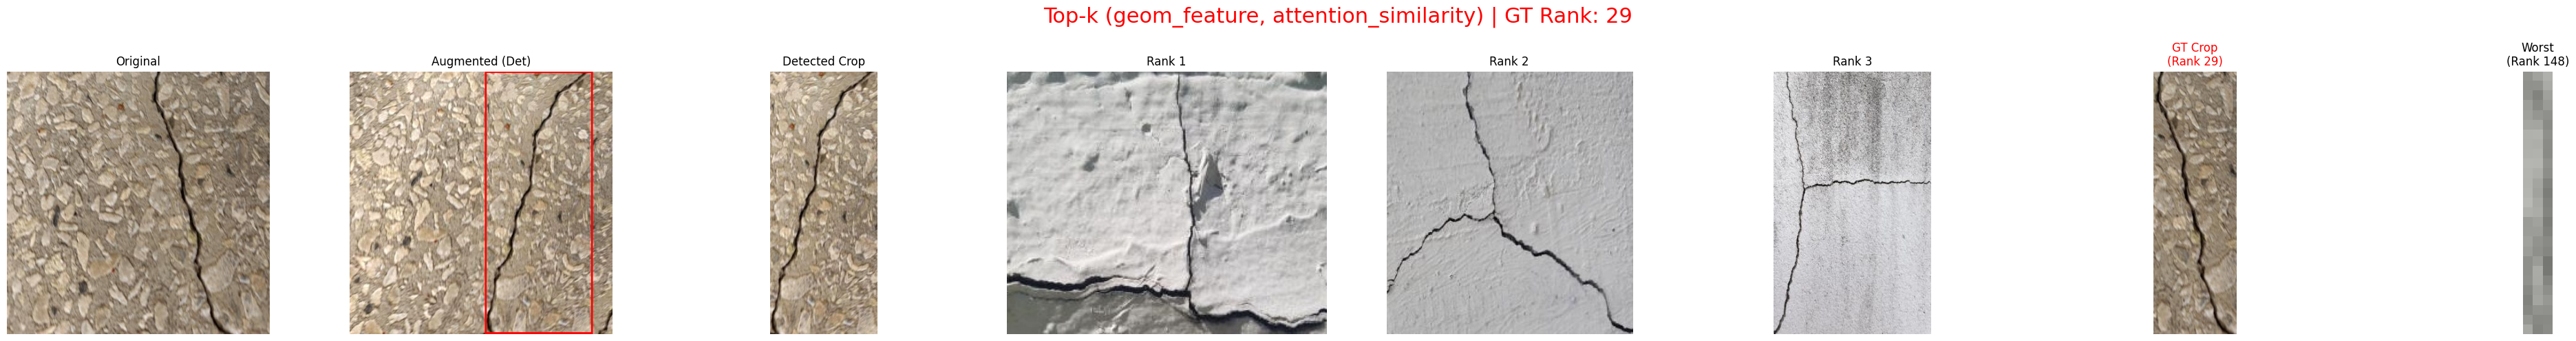 Top-k (geom_feature, attention_similarity) | GT Rank: 29
Original
Augmented (Det)
Detected Crop
Rank 1
Rank 2
Rank 3
GT Crop
(Rank 29)
Worst
(Rank 148)